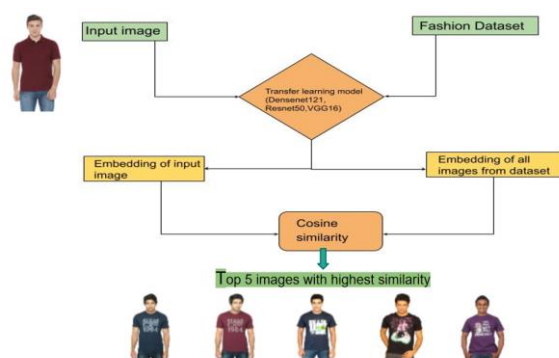 Input image
Fashion Dataset
Transfer learning model
(Densenet121,
Resnet50,VGG16)
Embedding of input
image
Embedding of all
images from dataset
Cosine
similarity
Top 5 images with highest similarity